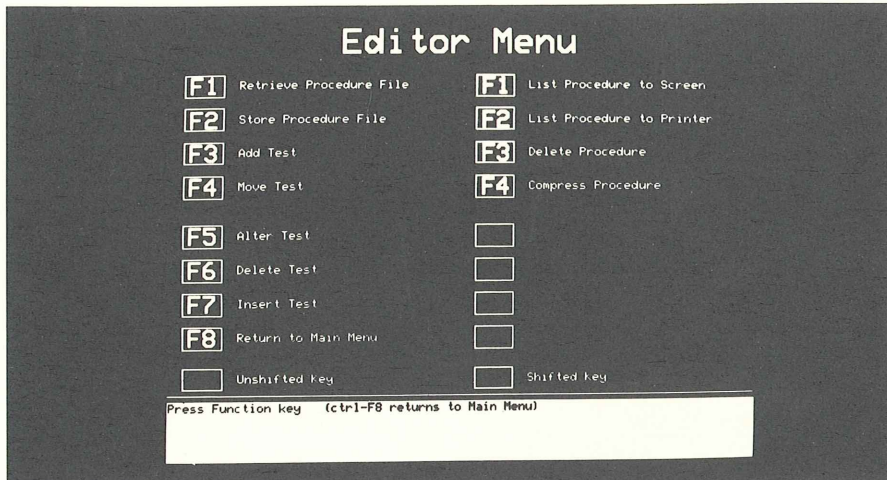 Editor Menu
F1 Retrieve Procedure File
F2 Store Procedure File
F3 Add Test
F4 Move Test
F5 Alter Test
F6 Delete Test
F7 Insert Test
F8 Return to Main Menu
Unshifted key
F1 List Procedure to Screen
F2 List Procedure to Printer
F3 Delete Procedure
F4 Compress Procedure
Shifted key
Press Function key (ctrl-F8 returns to Main Menu)